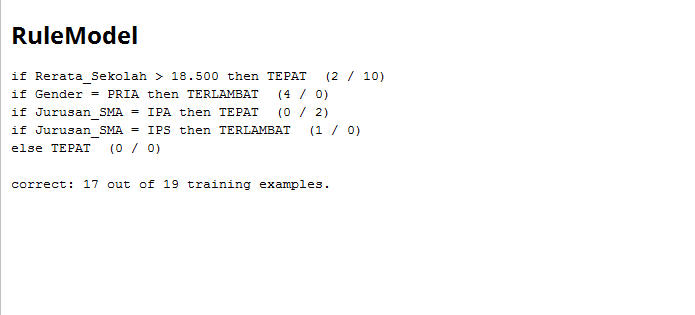 RuleModel
if Rerata_Sekolah > 18.500 then TEPAT  (2 / 10)
if Gender = PRIA then TERLAMBAT  (4 / 0)
if Jurusan_SMA = IPA then TEPAT  (0 / 2)
if Jurusan_SMA = IPS then TERLAMBAT  (1 / 0)
else TEPAT  (0 / 0)
correct: 17 out of 19 training examples.